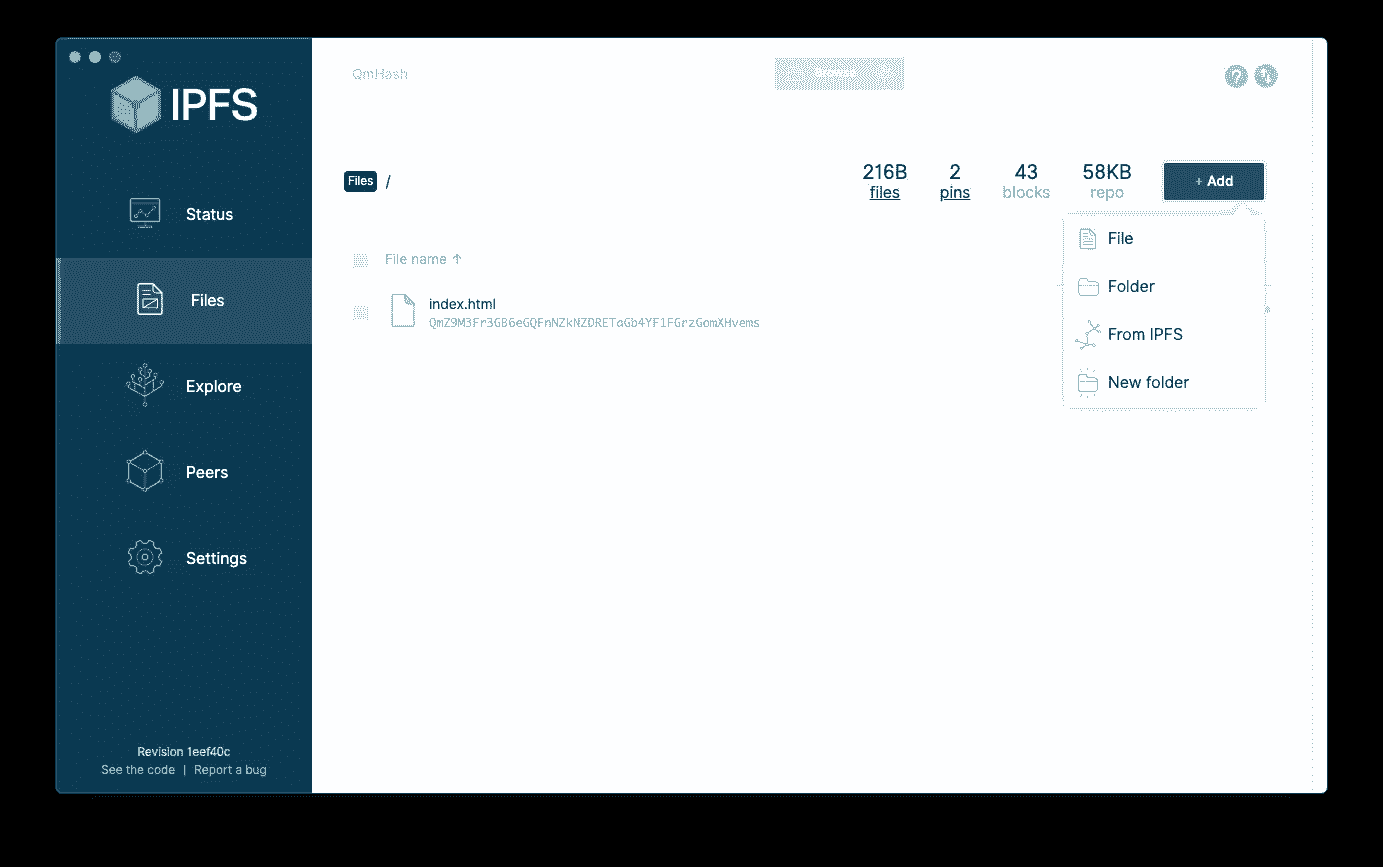 IPFS
Status
Files
Explore
Peers
Settings
Revision 1eef40c
See the code | Report a bug
QmHash
Browse
Files /
216B
files
2
pins
43
blocks
58KB
repo
+ Add
File
Folder
From IPFS
New folder
File name ↑
index.html
QmZ9M3Fr3GB6eGQFnNZkNZDRETaGb4YF1FGrzGomXHvems